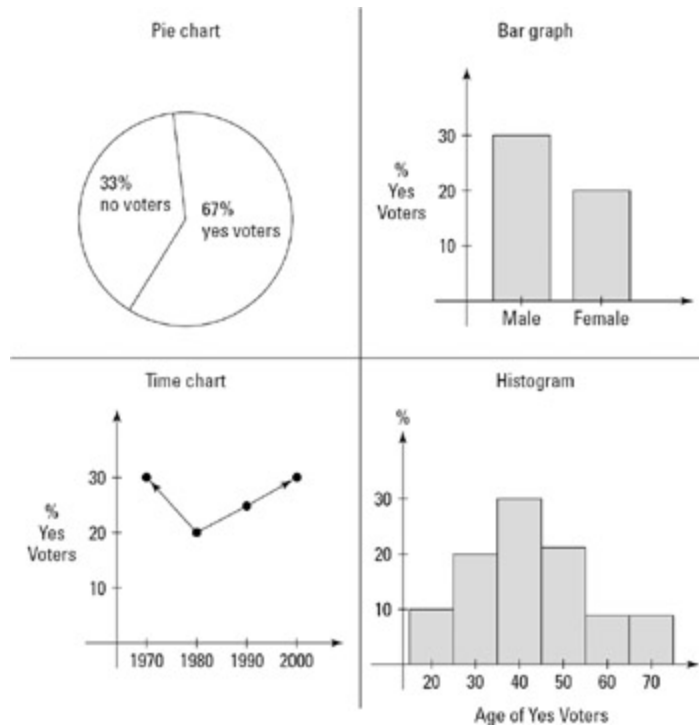 Pie chart
33%
no voters
67%
yes voters
Bar graph
%
Yes
Voters
30
20
10
Male Female
Time chart
%
Yes
Voters
30
20
10
1970 1980 1990 2000
Histogram
%
30
20
10
20 30 40 50 60 70
Age of Yes Voters